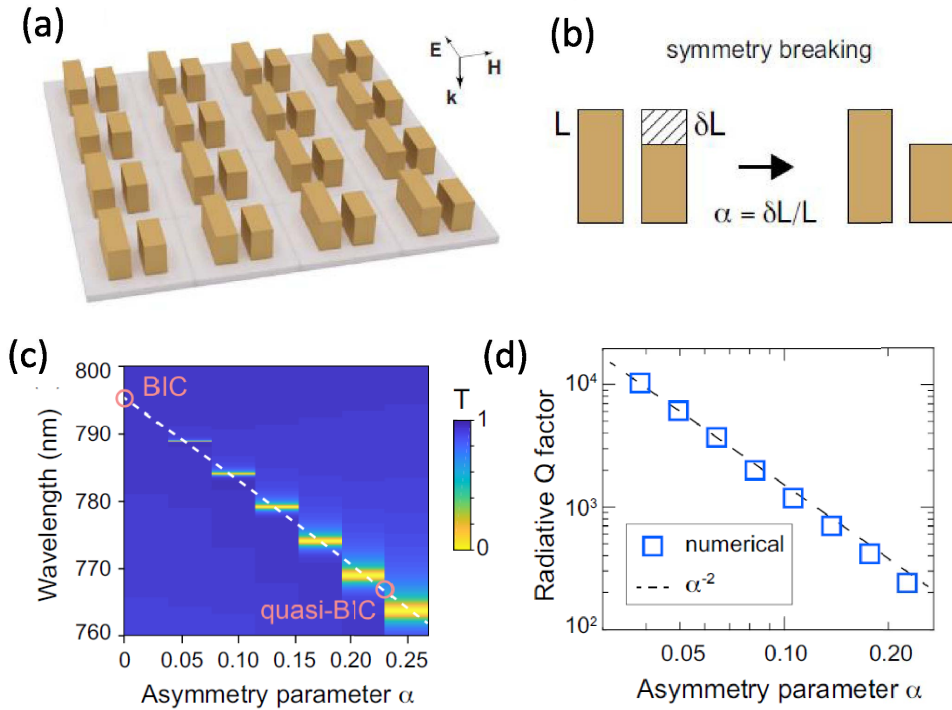 (a)
E
H
k
(b)
symmetry breaking
L
δL
α = δL/L
(c)
800
790
780
770
760
Wavelength (nm)
BIC
quasi-BIC
T
1
0
0
0.05
0.10
0.15
0.20
0.25
Asymmetry parameter α
(d)
10⁴
10³
10²
Radiative Q factor
numerical
α⁻²
0.05
0.10
0.20
Asymmetry parameter α